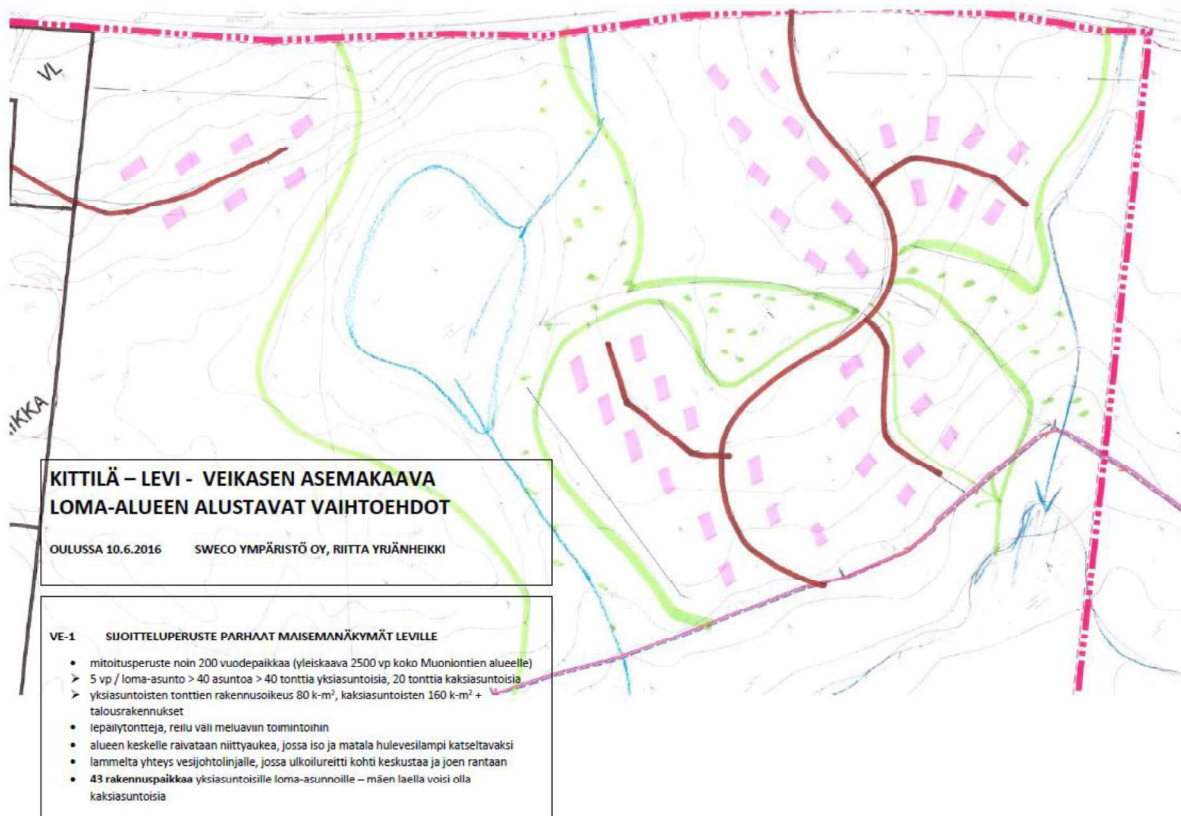 VL
KITTILÄ – LEVI - VEIKASEN ASEMAKAAVA
LOMA-ALUEEN ALUSTAVAT VAIHTOEHDOT
OULUSSA 10.6.2016 SWECO YMPÄRISTÖ OY, RIITTA YRJÄNHEIKKI
VE-1 SIJOITTELUPERUSTE PARHAAT MAISEMANÄKYMÄT LEVILLE
• mitoitusperuste noin 200 vuodepaikkaa (yleiskaava 2500 vp koko Muoniontien alueelle)
➢ 5 vp / loma-asunto > 40 asuntoa > 40 tonttia yksiasuntoisia, 20 tonttia kaksiasuntoisia
➢ yksiasuntoisten tonttien rakennusoikeus 80 k-m², kaksiasuntoisten 160 k-m² +
talousrakennukset
• lepäilytontteja, reilu väli meluaviin toimintoihin
• alueen keskelle raivataan niittyaukea, jossa iso ja matala hulevesilampi katseltavaksi
• lammelta yhteys vesijohtolinjalle, jossa ulkoilureitti kohti keskustaa ja joen rantaan
• 43 rakennuspaikkaa yksiasuntoisille loma-asunnoille – mäen laella voisi olla
kaksiasuntoisia